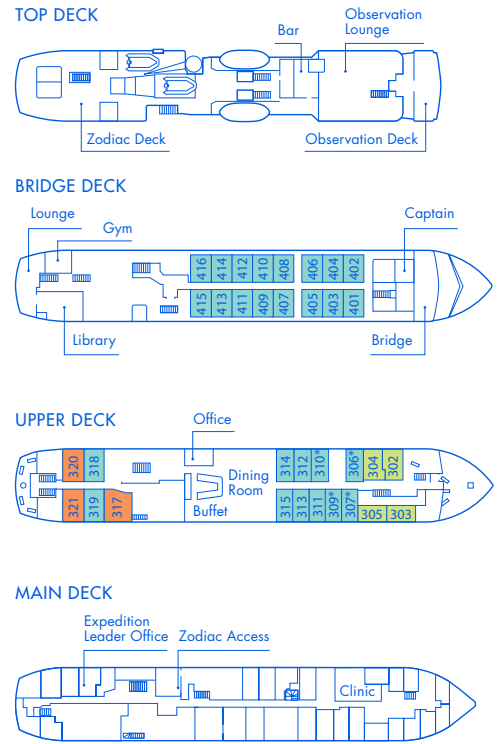 TOP DECK
Observation
Lounge
Bar
Zodiac Deck
Observation Deck
BRIDGE DECK
Lounge
Gym
Captain
416 414 412 410 408 406 404 402
415 413 411 409 407 405 403 401
Library
Bridge
UPPER DECK
Office
320 318 314 312 310* 306* 304 302
Dining
Room
Buffet
321 319 317 315 313 311 309* 307* 305 303
MAIN DECK
Expedition
Leader Office
Zodiac Access
Clinic